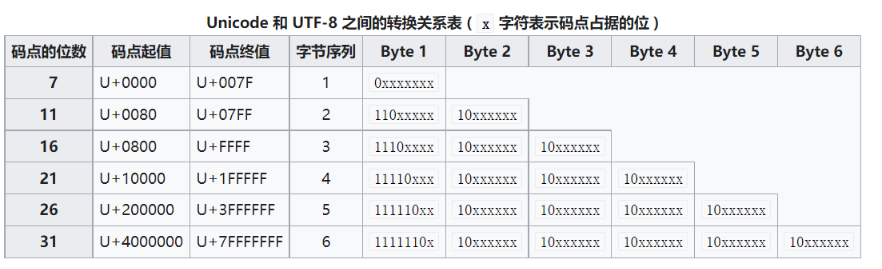 Unicode 和 UTF-8 之间的转换关系表 ( x 字符表示码点占据的位 )
码点的位数 码点起值 码点终值 字节序列 Byte 1 Byte 2 Byte 3 Byte 4 Byte 5 Byte 6
7 U+0000 U+007F 1 0xxxxxxx
11 U+0080 U+07FF 2 110xxxxx 10xxxxxx
16 U+0800 U+FFFF 3 1110xxxx 10xxxxxx 10xxxxxx
21 U+10000 U+1FFFFF 4 11110xxx 10xxxxxx 10xxxxxx 10xxxxxx
26 U+200000 U+3FFFFFF 5 111110xx 10xxxxxx 10xxxxxx 10xxxxxx 10xxxxxx
31 U+4000000 U+7FFFFFFF 6 1111110x 10xxxxxx 10xxxxxx 10xxxxxx 10xxxxxx 10xxxxxx